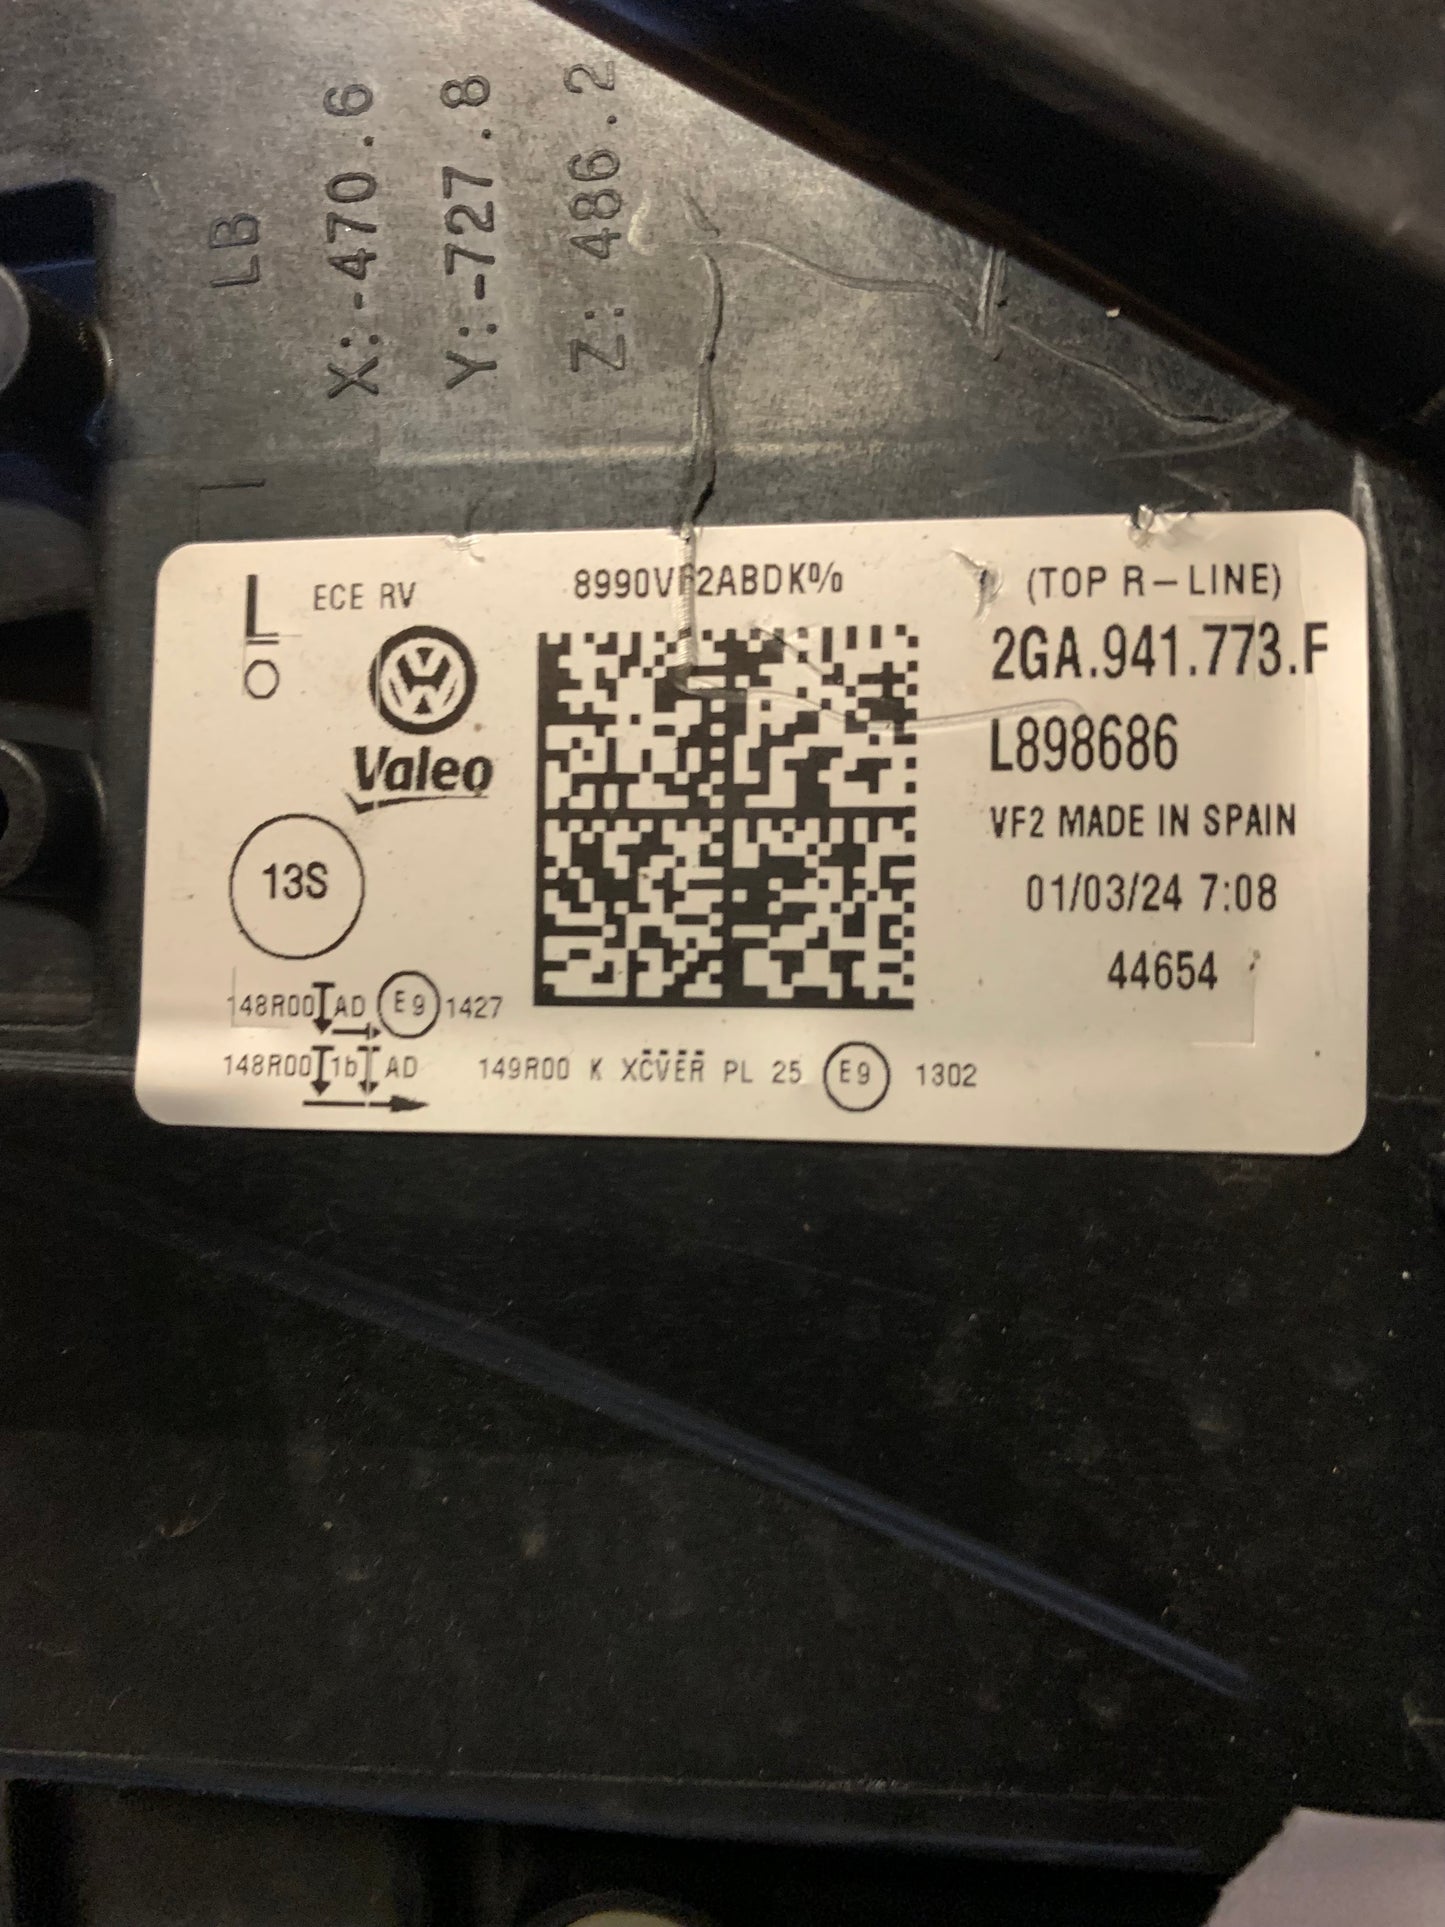 LB
X:-470.6
Y:-727.8
Z: 486.2
L ECE RV
Valeo
13S
148R00 AD E9 1427
148R00 1b AD
8990VF2ABDK%
149R00 K XCVER PL 25 E9 1302
(TOP R-LINE)
2GA.941.773.F
L898686
VF2 MADE IN SPAIN
01/03/24 7:08
44654